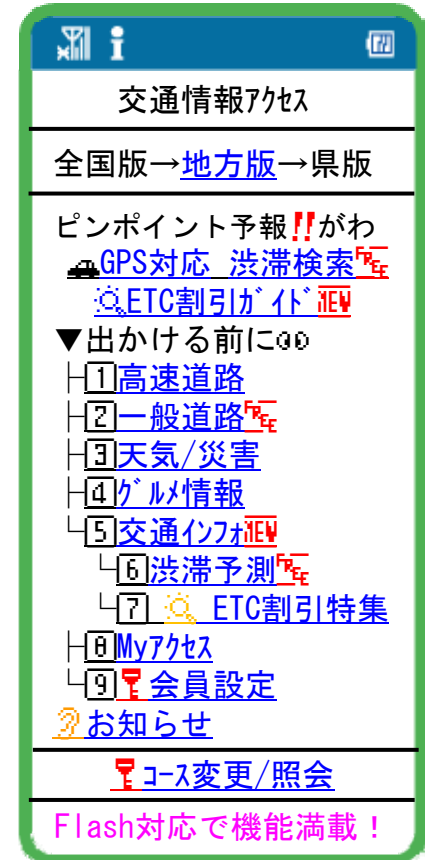 交通情報ｱｸｾｽ
全国版→地方版→県版
ピンポイント予報!!がわ
GPS対応 渋滞検索FREE
ETC割引ｶﾞｲﾄﾞNEW
▼出かける前に
├1高速道路
├2一般道路FREE
├3天気/災害
├4ｸﾞﾙﾒ情報
└5交通ｲﾝﾌｫNEW
└6渋滞予測FREE
└7 ETC割引特集
├8Myｱｸｾｽ
└9会員設定
お知らせ
ｺｰｽ変更/照会
Flash対応で機能満載！